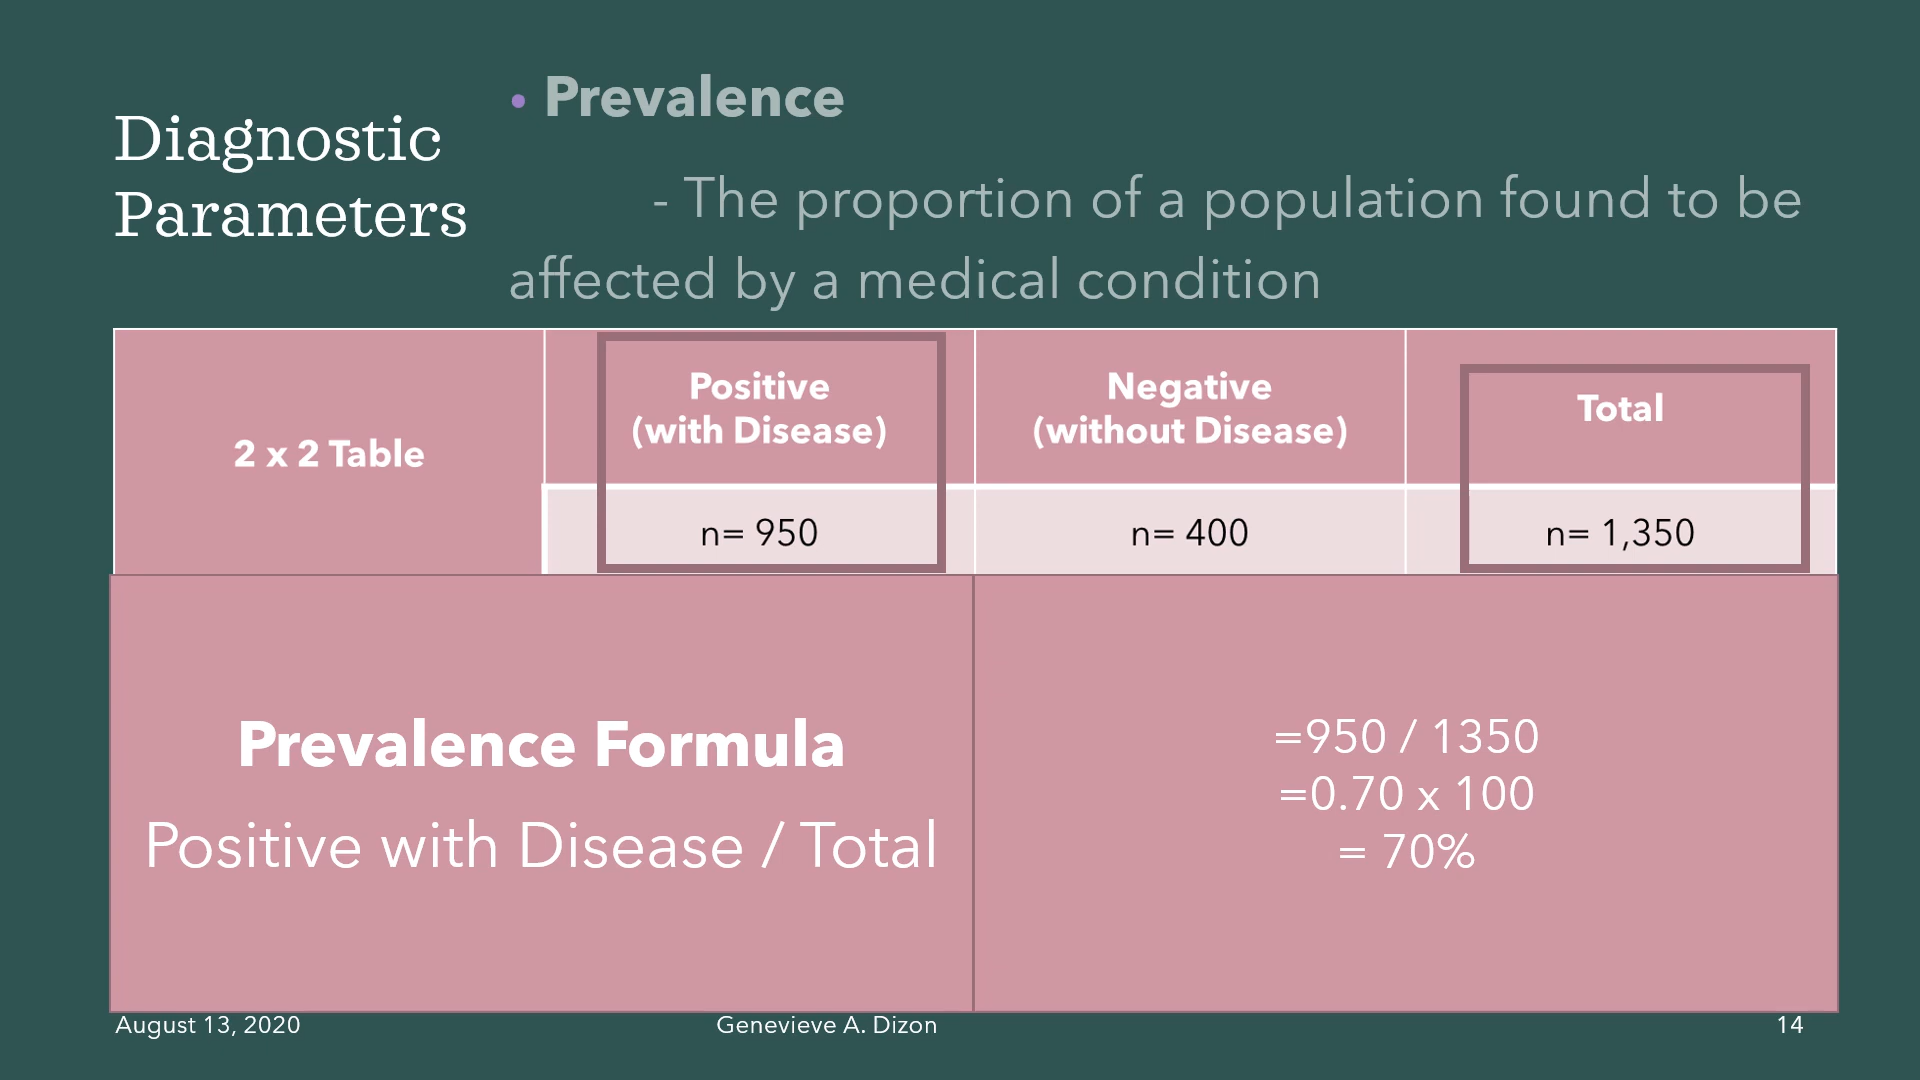 Diagnostic
Parameters
• Prevalence
- The proportion of a population found to be
affected by a medical condition
2 x 2 Table
Positive
(with Disease)
Negative
(without Disease)
Total
n= 950
n= 400
n= 1,350
Prevalence Formula
Positive with Disease / Total
=950 / 1350
=0.70 x 100
= 70%
August 13, 2020
Genevieve A. Dizon
14